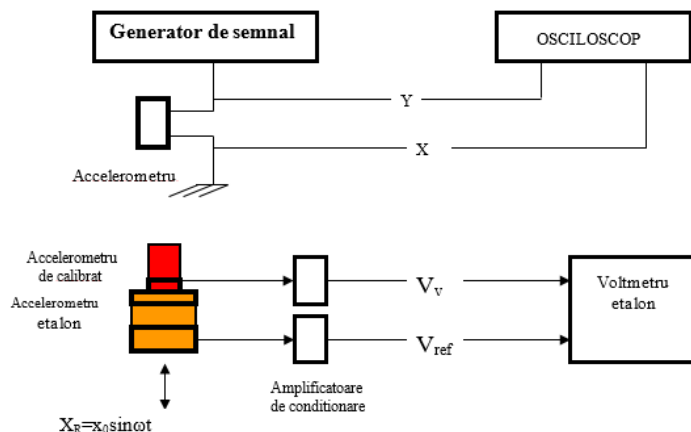 Generator de semnal
OSCILOSCOP
Y
X
Accelerometru
Accelerometru
de calibrat
Accelerometru
etalon
V_v
V_ref
Voltmetru
etalon
Amplificatoare
de conditionare
X_R=x_0sinωt